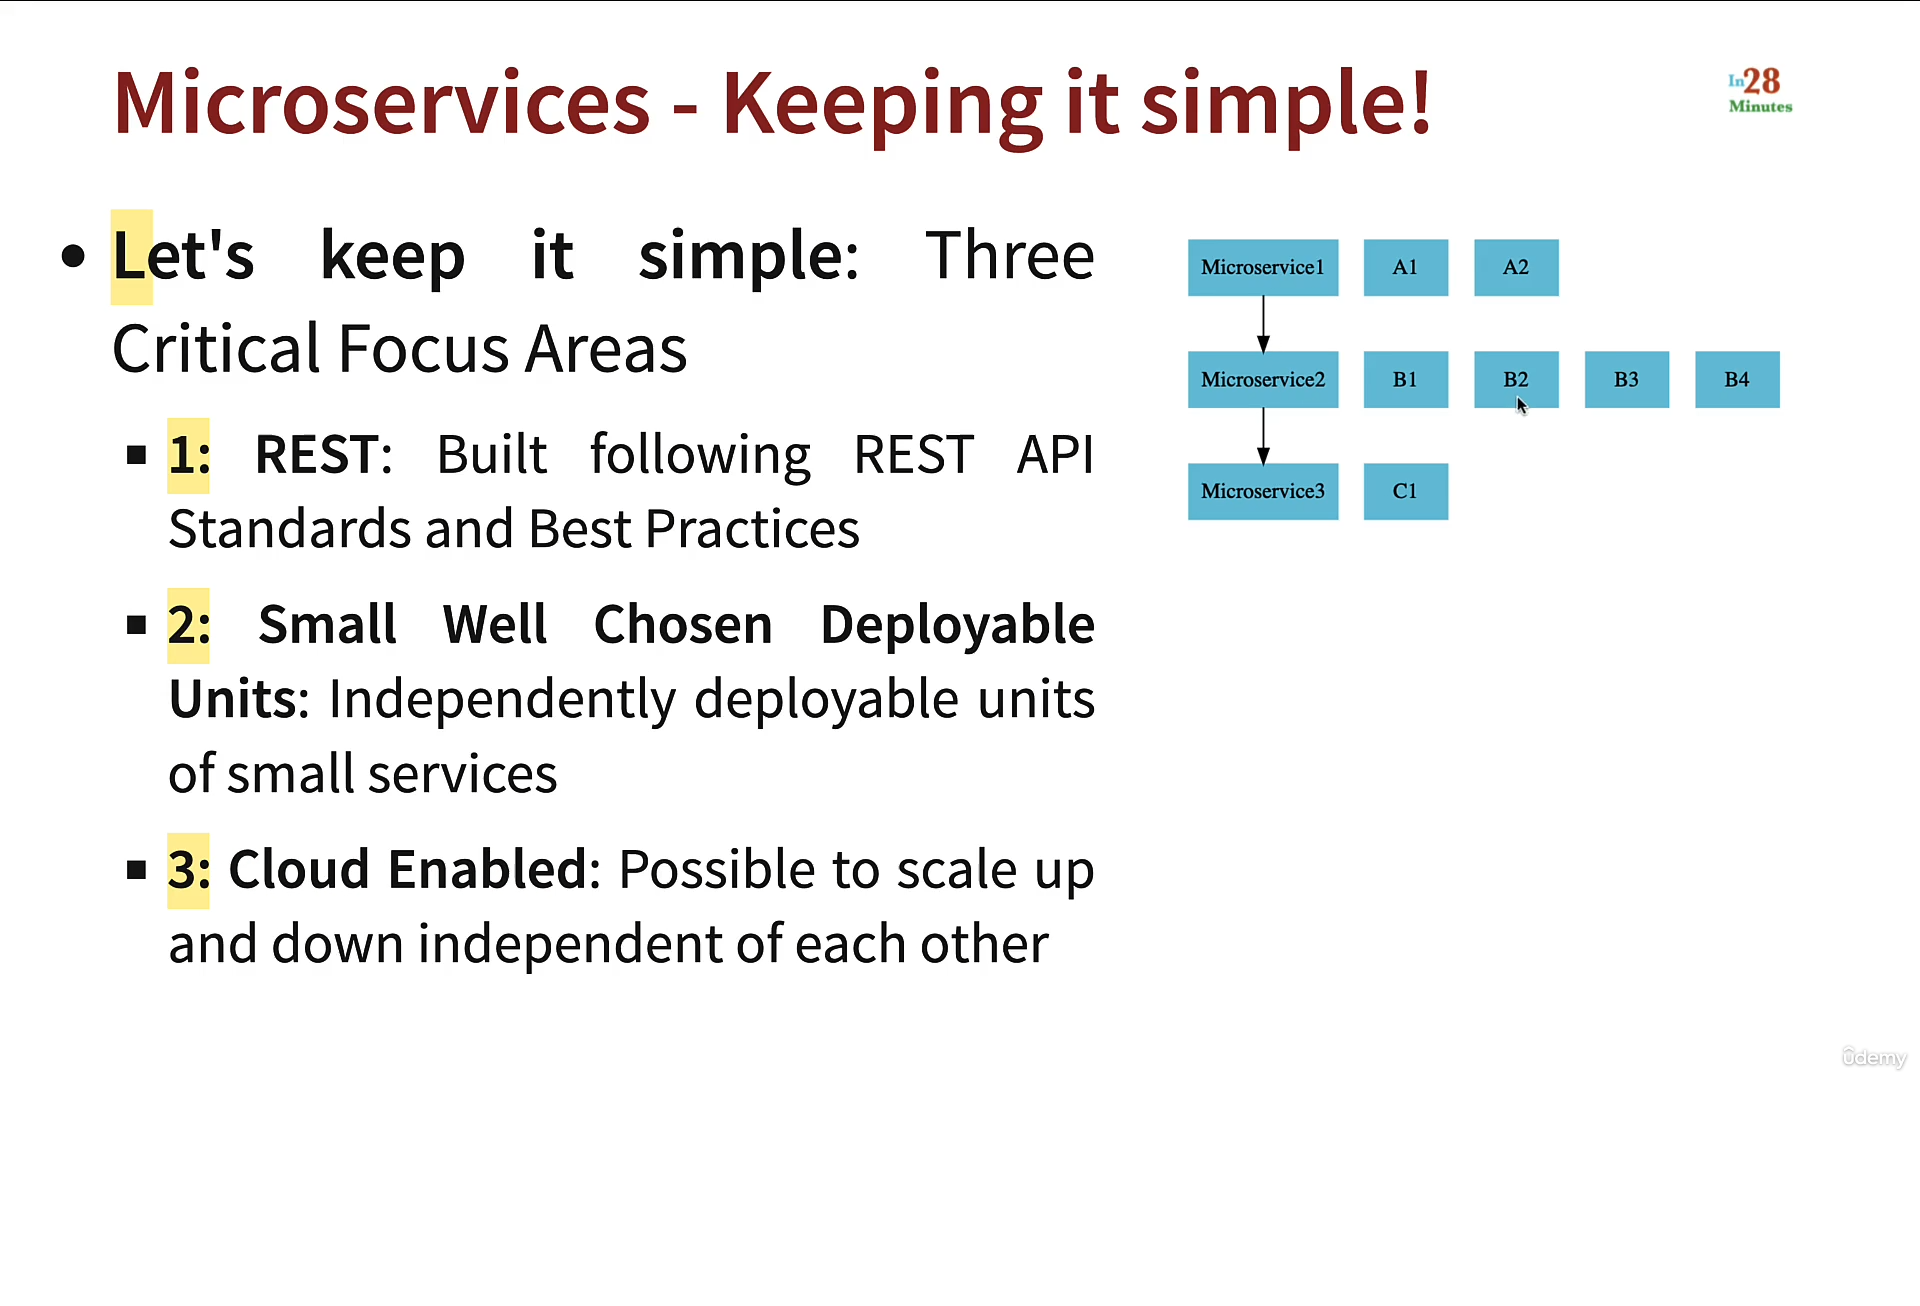 Microservices - Keeping it simple!
In28
Minutes
• Let's keep it simple: Three
Critical Focus Areas
▪ 1: REST: Built following REST API
Standards and Best Practices
▪ 2: Small Well Chosen Deployable
Units: Independently deployable units
of small services
▪ 3: Cloud Enabled: Possible to scale up
and down independent of each other
Microservice1 A1 A2
Microservice2 B1 B2 B3 B4
Microservice3 C1
ûdemy